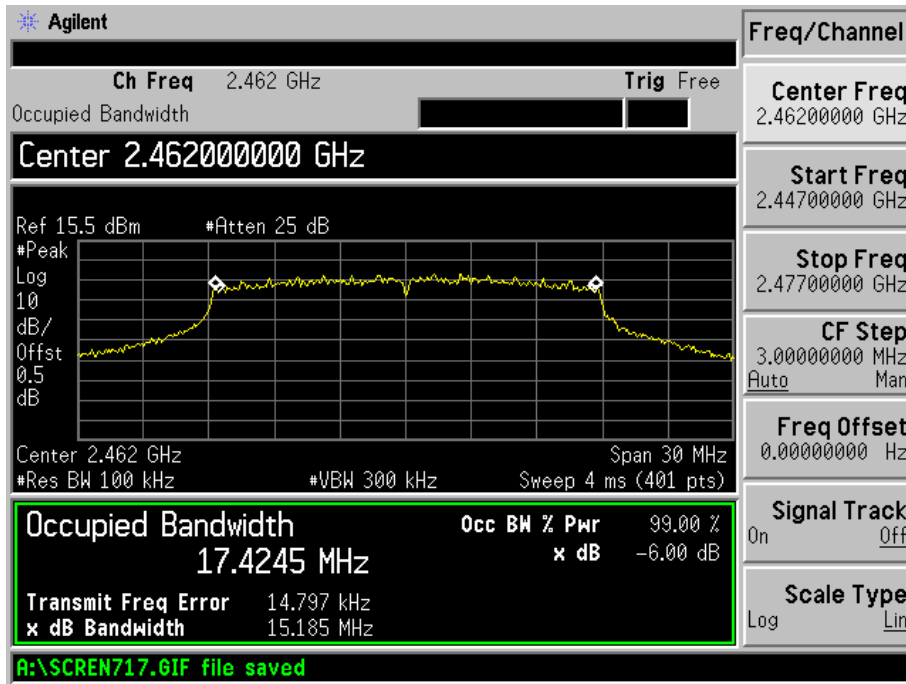 Agilent
Ch Freq 2.462 GHz Trig Free
Occupied Bandwidth
Center 2.462000000 GHz
Ref 15.5 dBm #Atten 25 dB
#Peak
Log
10
dB/
Offst
0.5
dB
Center 2.462 GHz Span 30 MHz
#Res BW 100 kHz #VBW 300 kHz Sweep 4 ms (401 pts)
Occupied Bandwidth Occ BW % Pwr 99.00 %
17.4245 MHz x dB -6.00 dB
Transmit Freq Error 14.797 kHz
x dB Bandwidth 15.185 MHz
A:\SCREN717.GIF file saved
Freq/Channel
Center Freq
2.46200000 GHz
Start Freq
2.44700000 GHz
Stop Freq
2.47700000 GHz
CF Step
3.00000000 MHz
Auto Man
Freq Offset
0.00000000 Hz
Signal Track
On Off
Scale Type
Log Lin